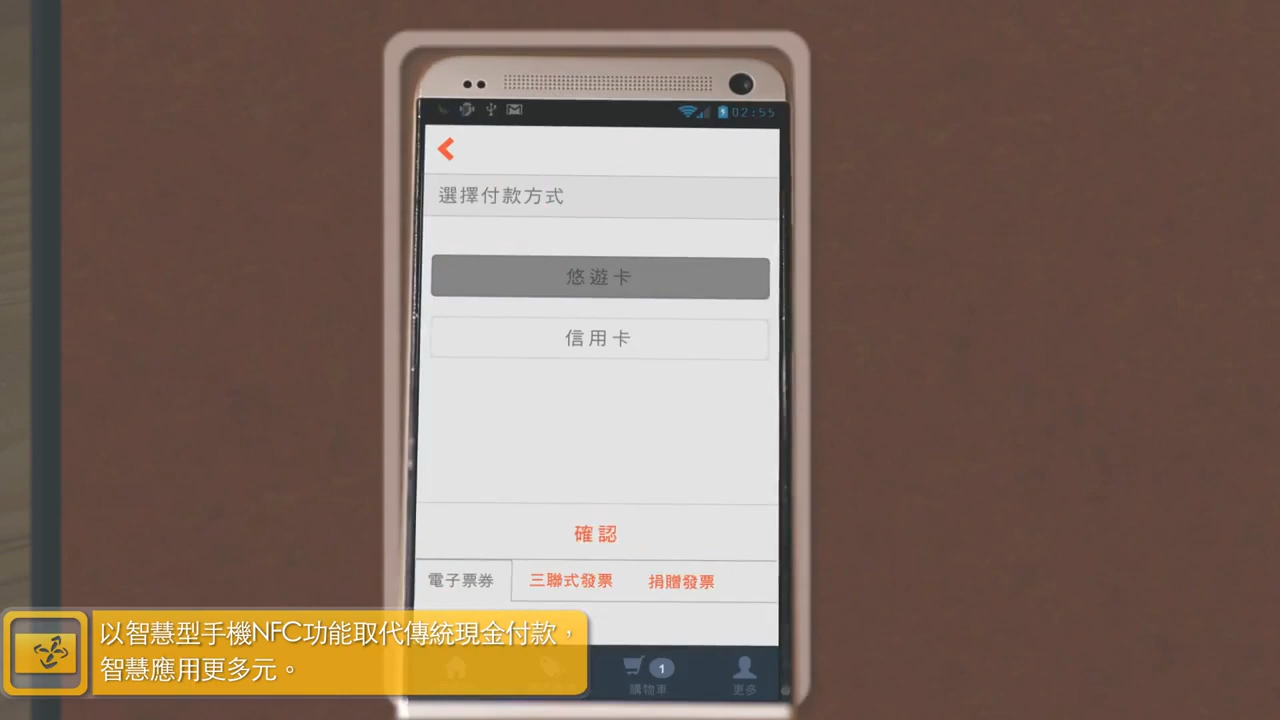 02:55
選擇付款方式
悠遊卡
信用卡
確認
電子票券 三聯式發票 捐贈發票
以智慧型手機NFC功能取代傳統現金付款，
智慧應用更多元。
1
購物車 更多